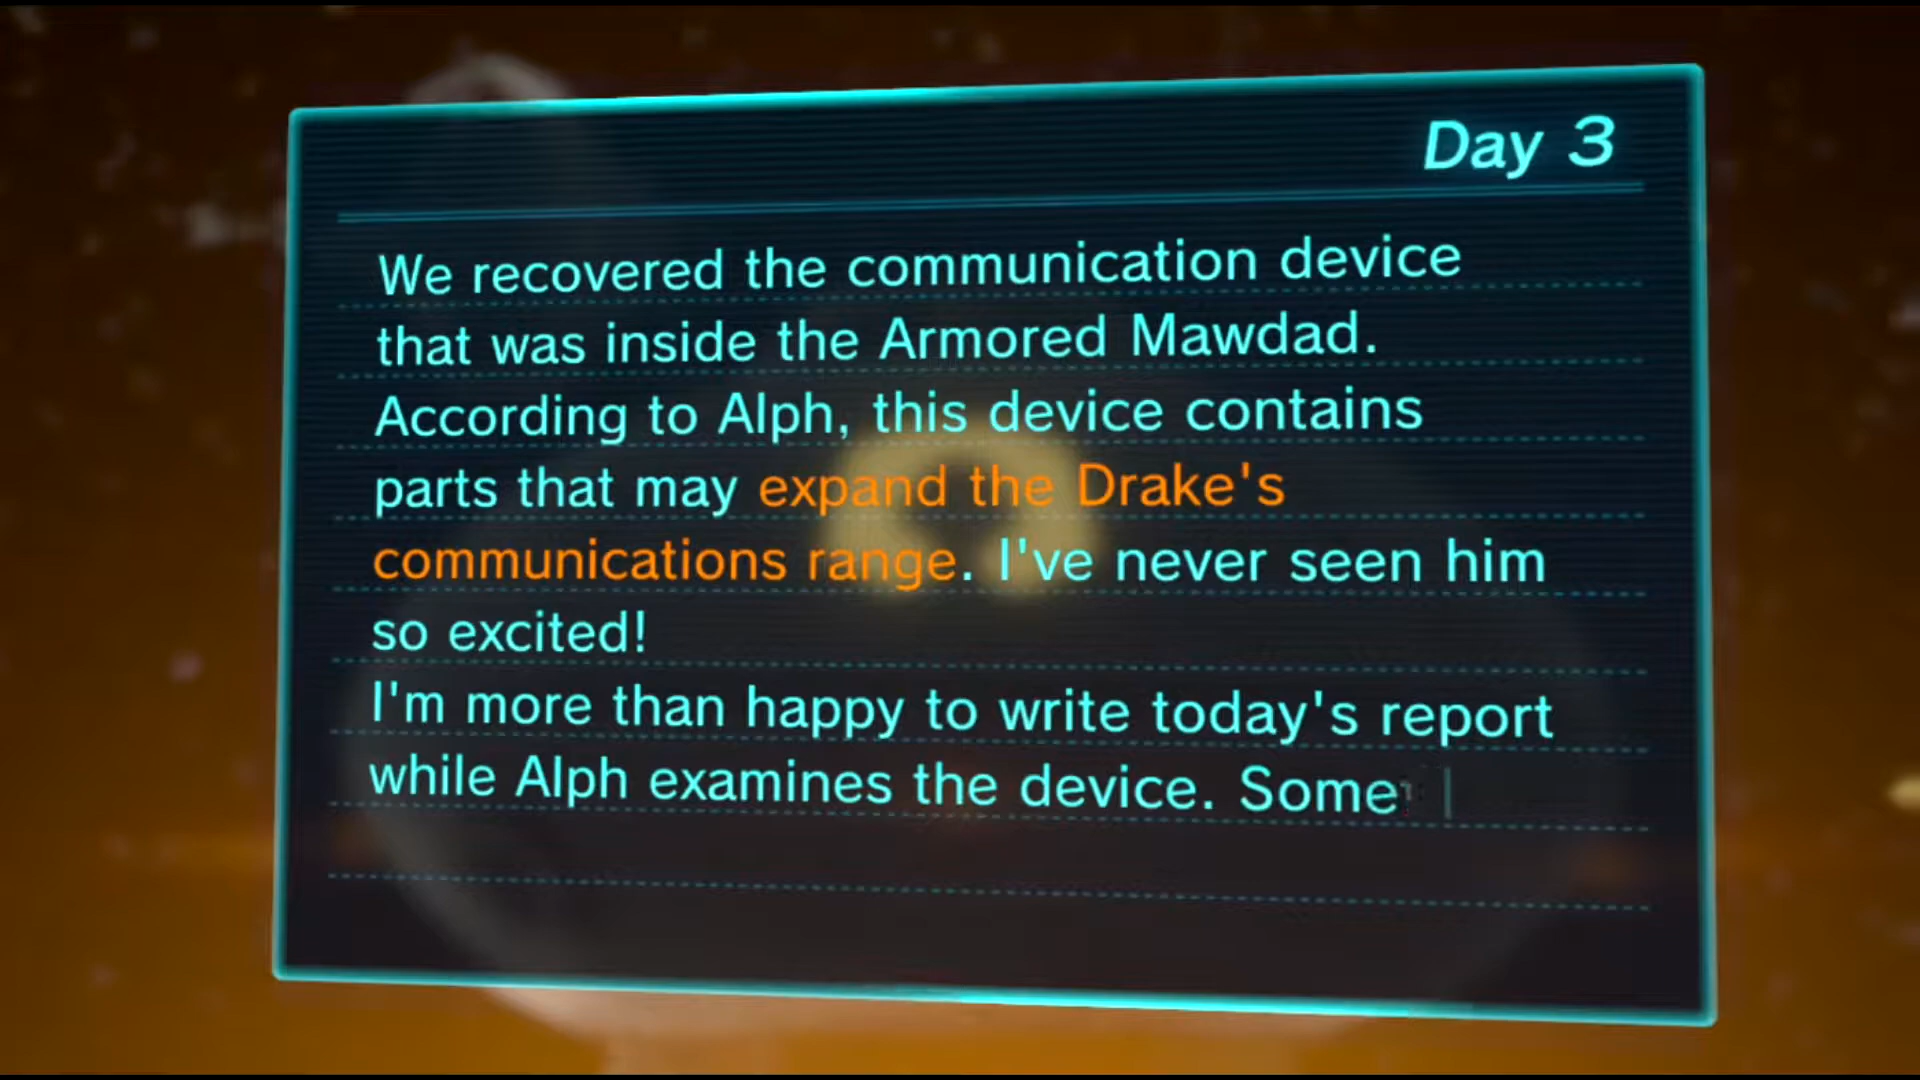 Day 3
We recovered the communication device
that was inside the Armored Mawdad.
According to Alph, this device contains
parts that may expand the Drake's
communications range. I've never seen him
so excited!
I'm more than happy to write today's report
while Alph examines the device. Some